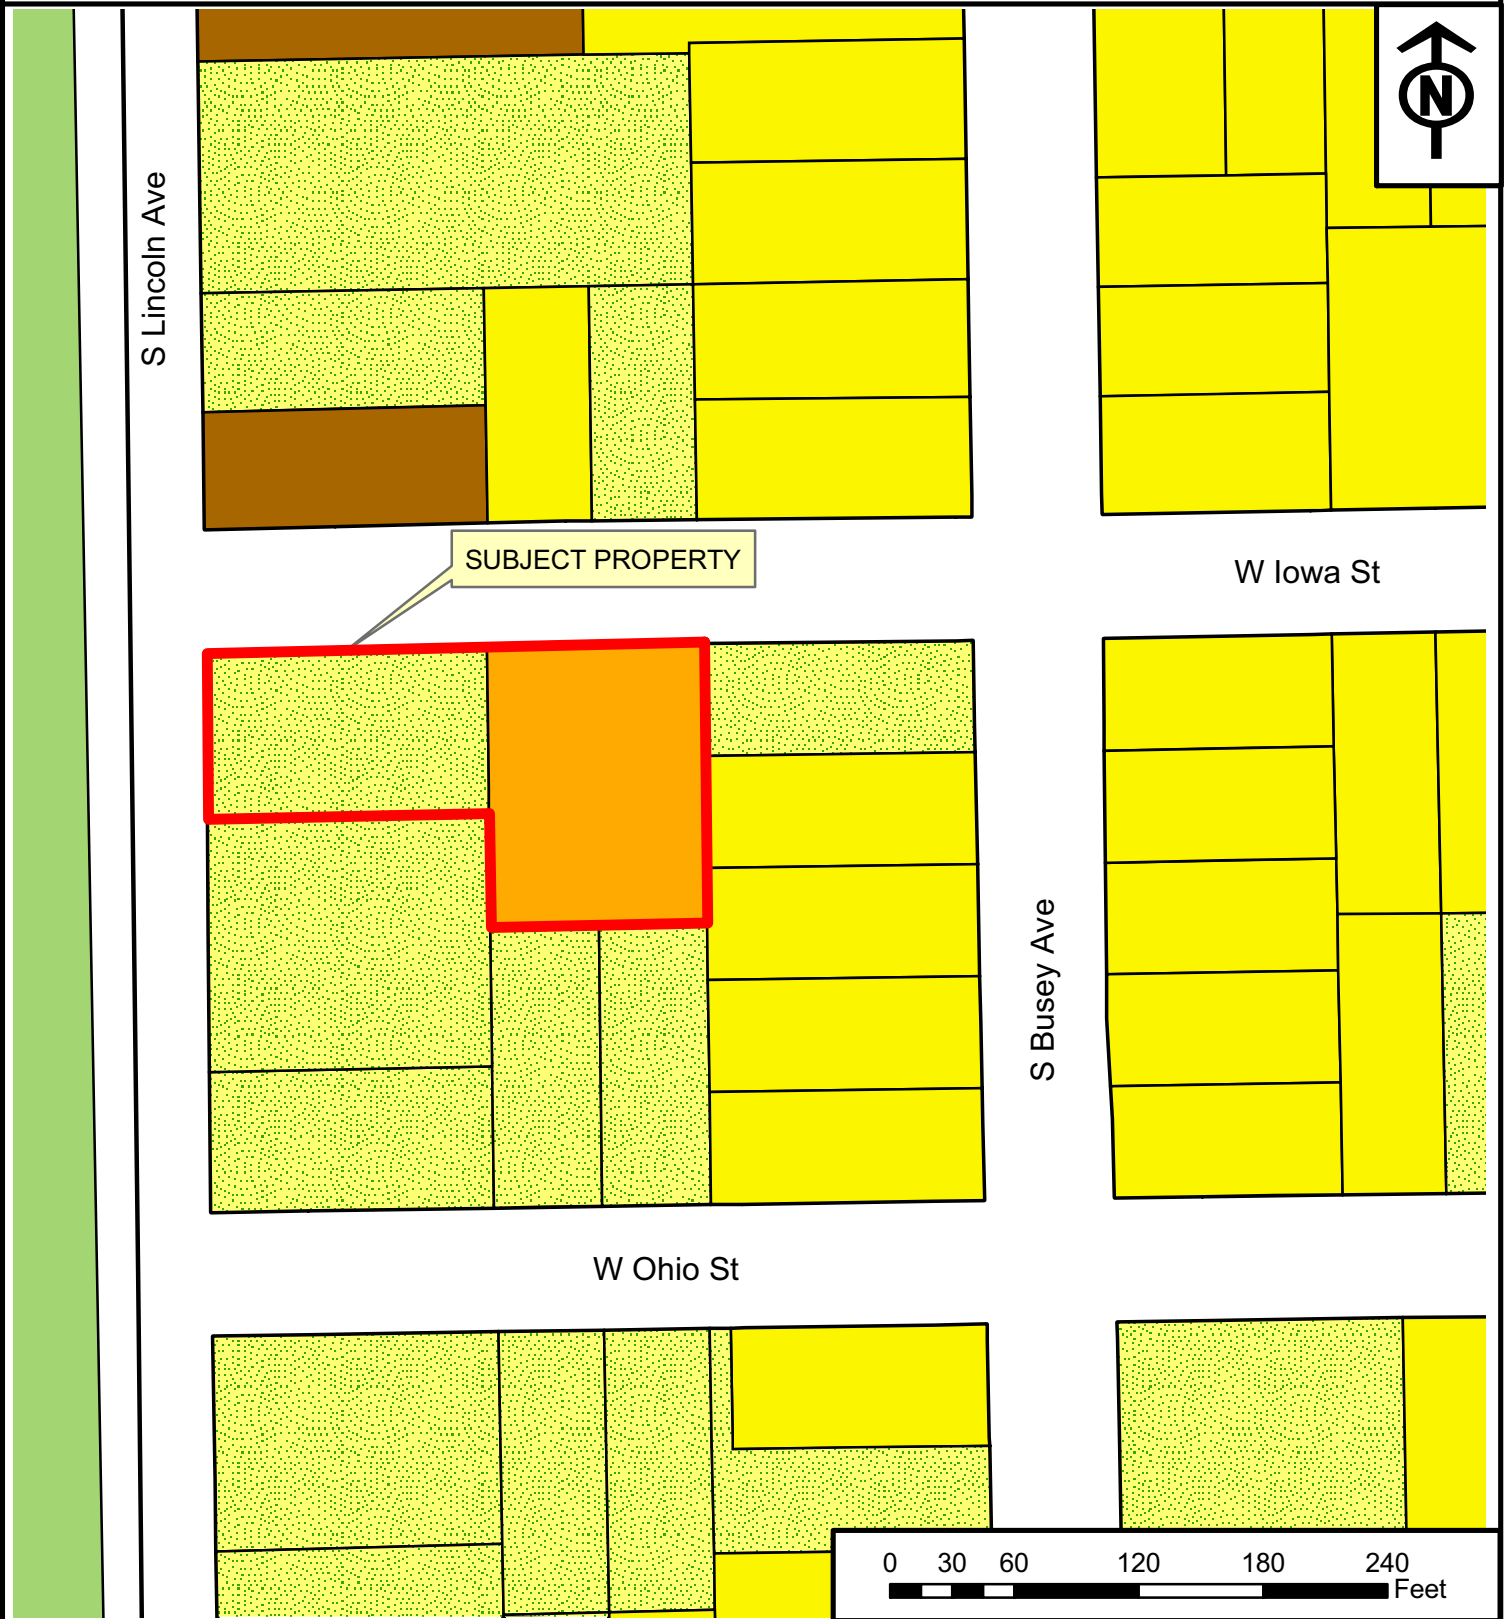 N
S Lincoln Ave
SUBJECT PROPERTY
W Iowa St
S Busey Ave
W Ohio St
0 30 60 120 180 240
Feet